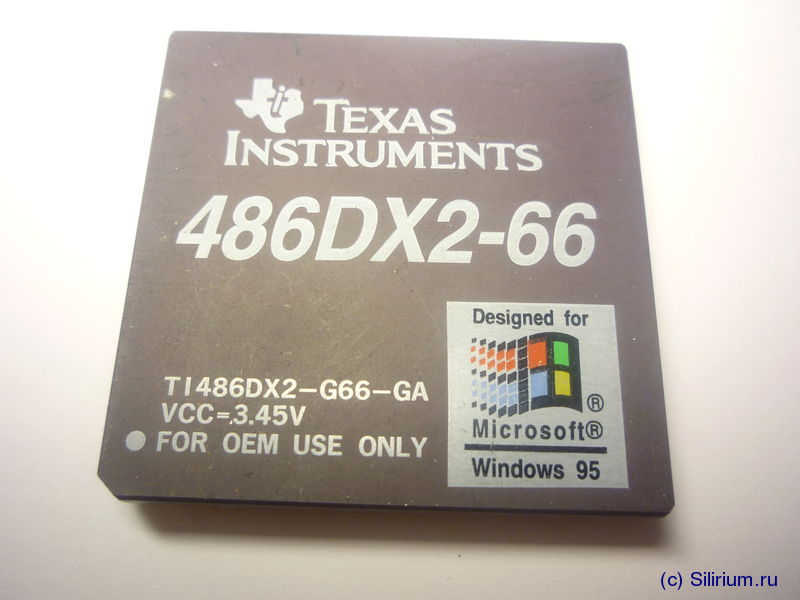 ti TEXAS
INSTRUMENTS
486DX2-66
Designed for
®
Microsoft®
Windows 95
TI486DX2-G66-GA
VCC=3.45V
FOR OEM USE ONLY
(c) Silirium.ru